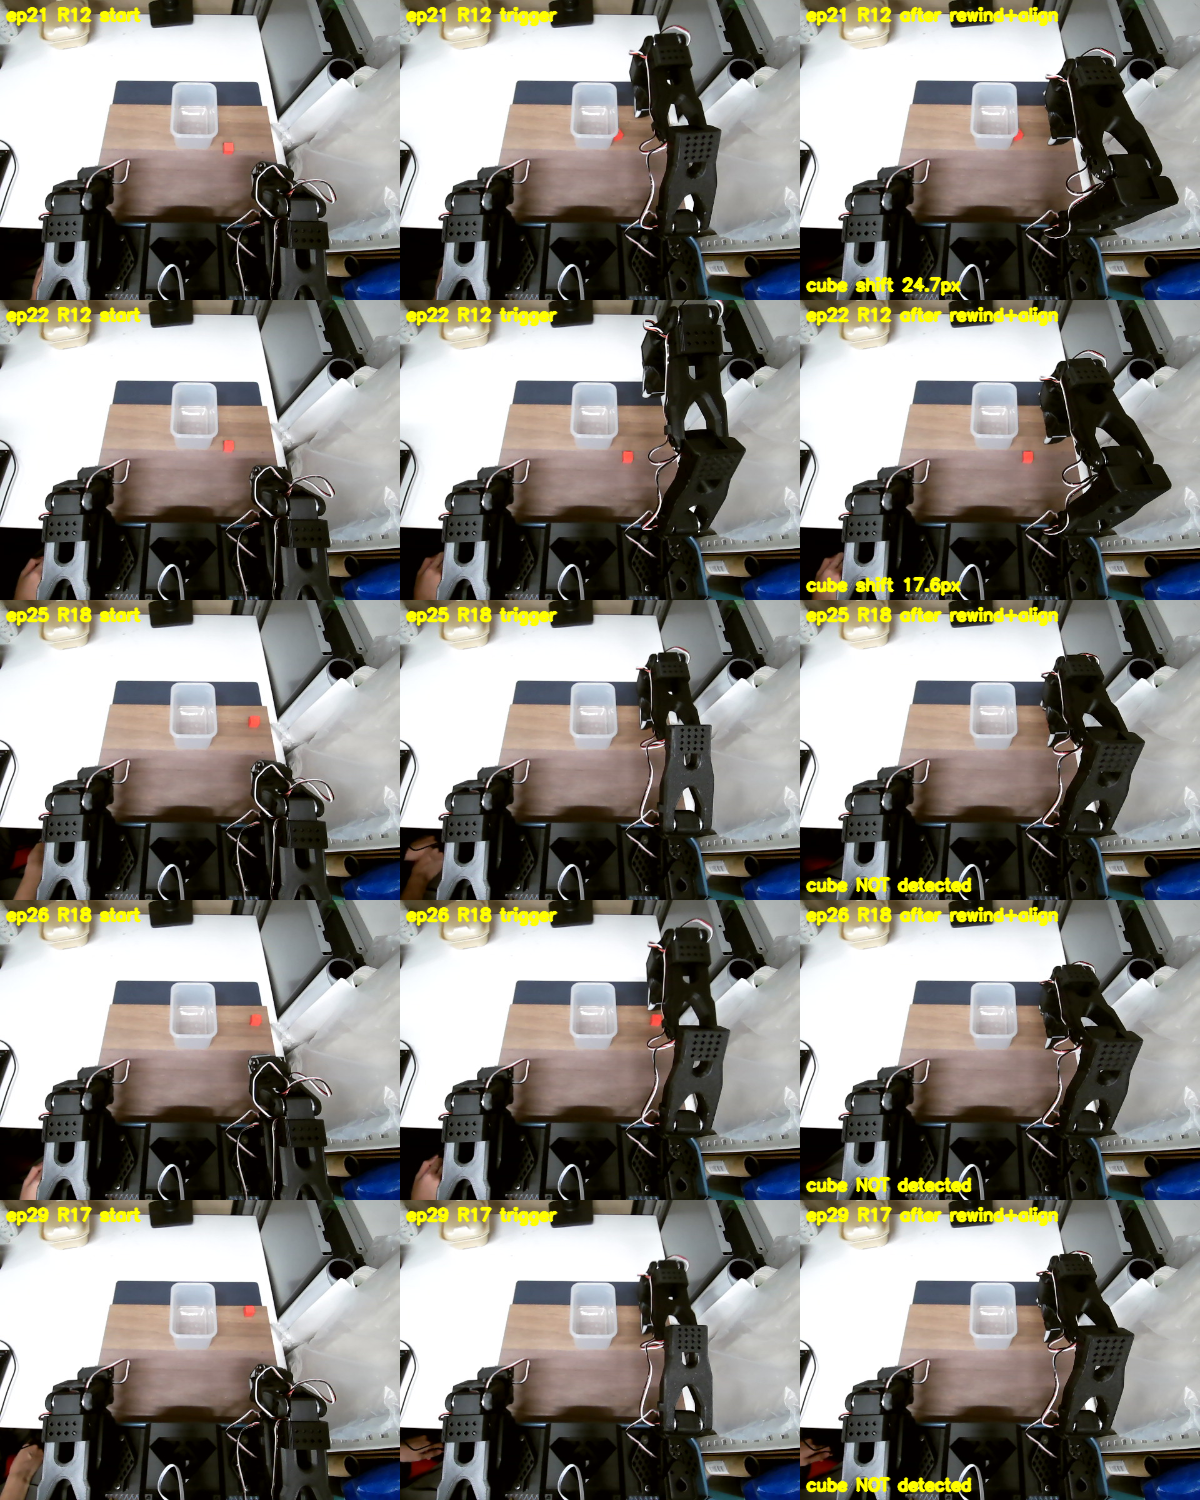 ep21 R12 start
ep21 R12 trigger
ep21 R12 after rewind+align
cube shift 24.7px
ep22 R12 start
ep22 R12 trigger
ep22 R12 after rewind+align
cube shift 17.6px
ep25 R18 start
ep25 R18 trigger
ep25 R18 after rewind+align
cube NOT detected
ep26 R18 start
ep26 R18 trigger
ep26 R18 after rewind+align
cube NOT detected
ep29 R17 start
ep29 R17 trigger
ep29 R17 after rewind+align
cube NOT detected